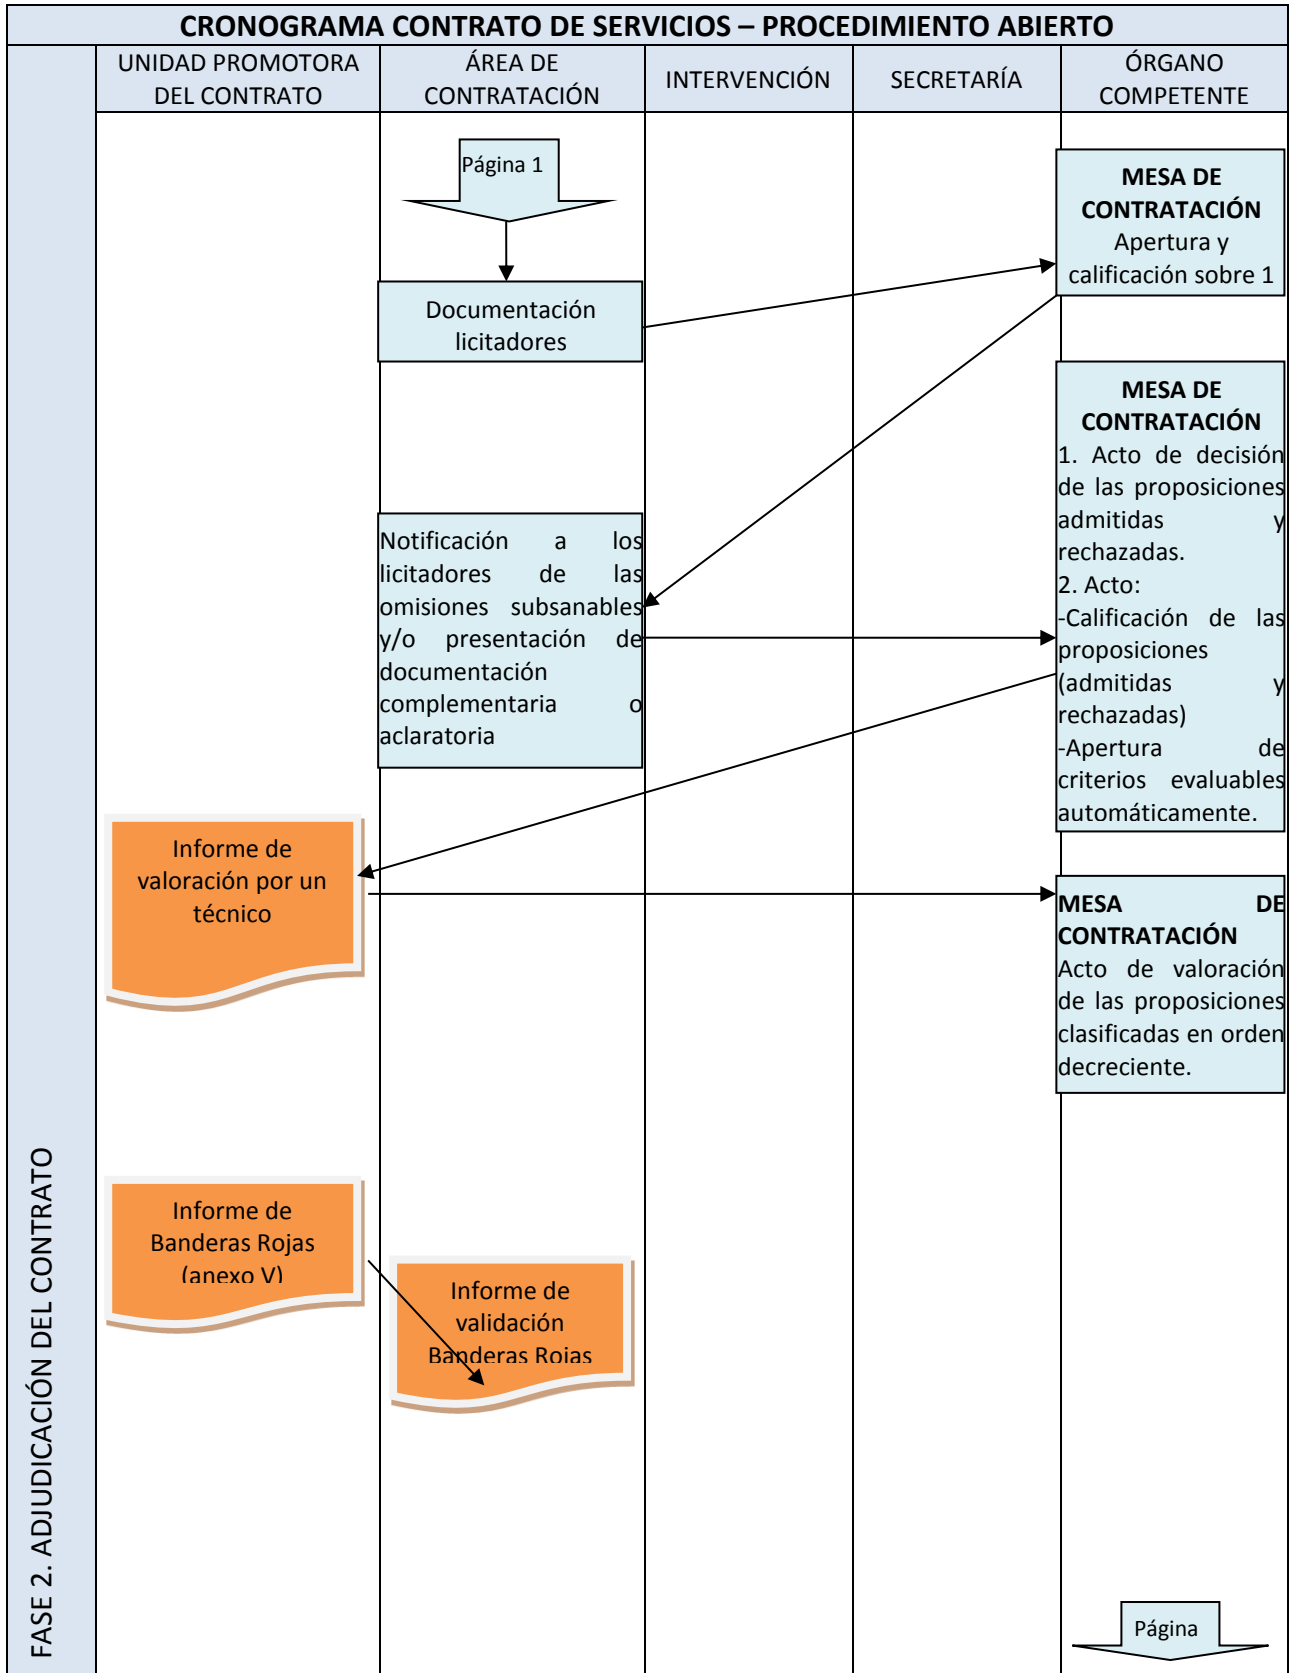 CRONOGRAMA CONTRATO DE SERVICIOS – PROCEDIMIENTO ABIERTO
UNIDAD PROMOTORA
DEL CONTRATO
ÁREA DE
CONTRATACIÓN
INTERVENCIÓN
SECRETARÍA
ÓRGANO
COMPETENTE
FASE 2. ADJUDICACIÓN DEL CONTRATO
Página 1
MESA DE
CONTRATACIÓN
Apertura y
calificación sobre 1
Documentación
licitadores
MESA DE
CONTRATACIÓN
1. Acto de decisión
de las proposiciones
admitidas y
rechazadas.
2. Acto:
-Calificación de las
proposiciones
(admitidas y
rechazadas)
-Apertura de
criterios evaluables
automáticamente.
Notificación a los
licitadores de las
omisiones subsanables
y/o presentación de
documentación
complementaria o
aclaratoria
Informe de
valoración por un
técnico
MESA DE
CONTRATACIÓN
Acto de valoración
de las proposiciones
clasificadas en orden
decreciente.
Informe de
Banderas Rojas
(anexo V)
Informe de
validación
Banderas Rojas
Página